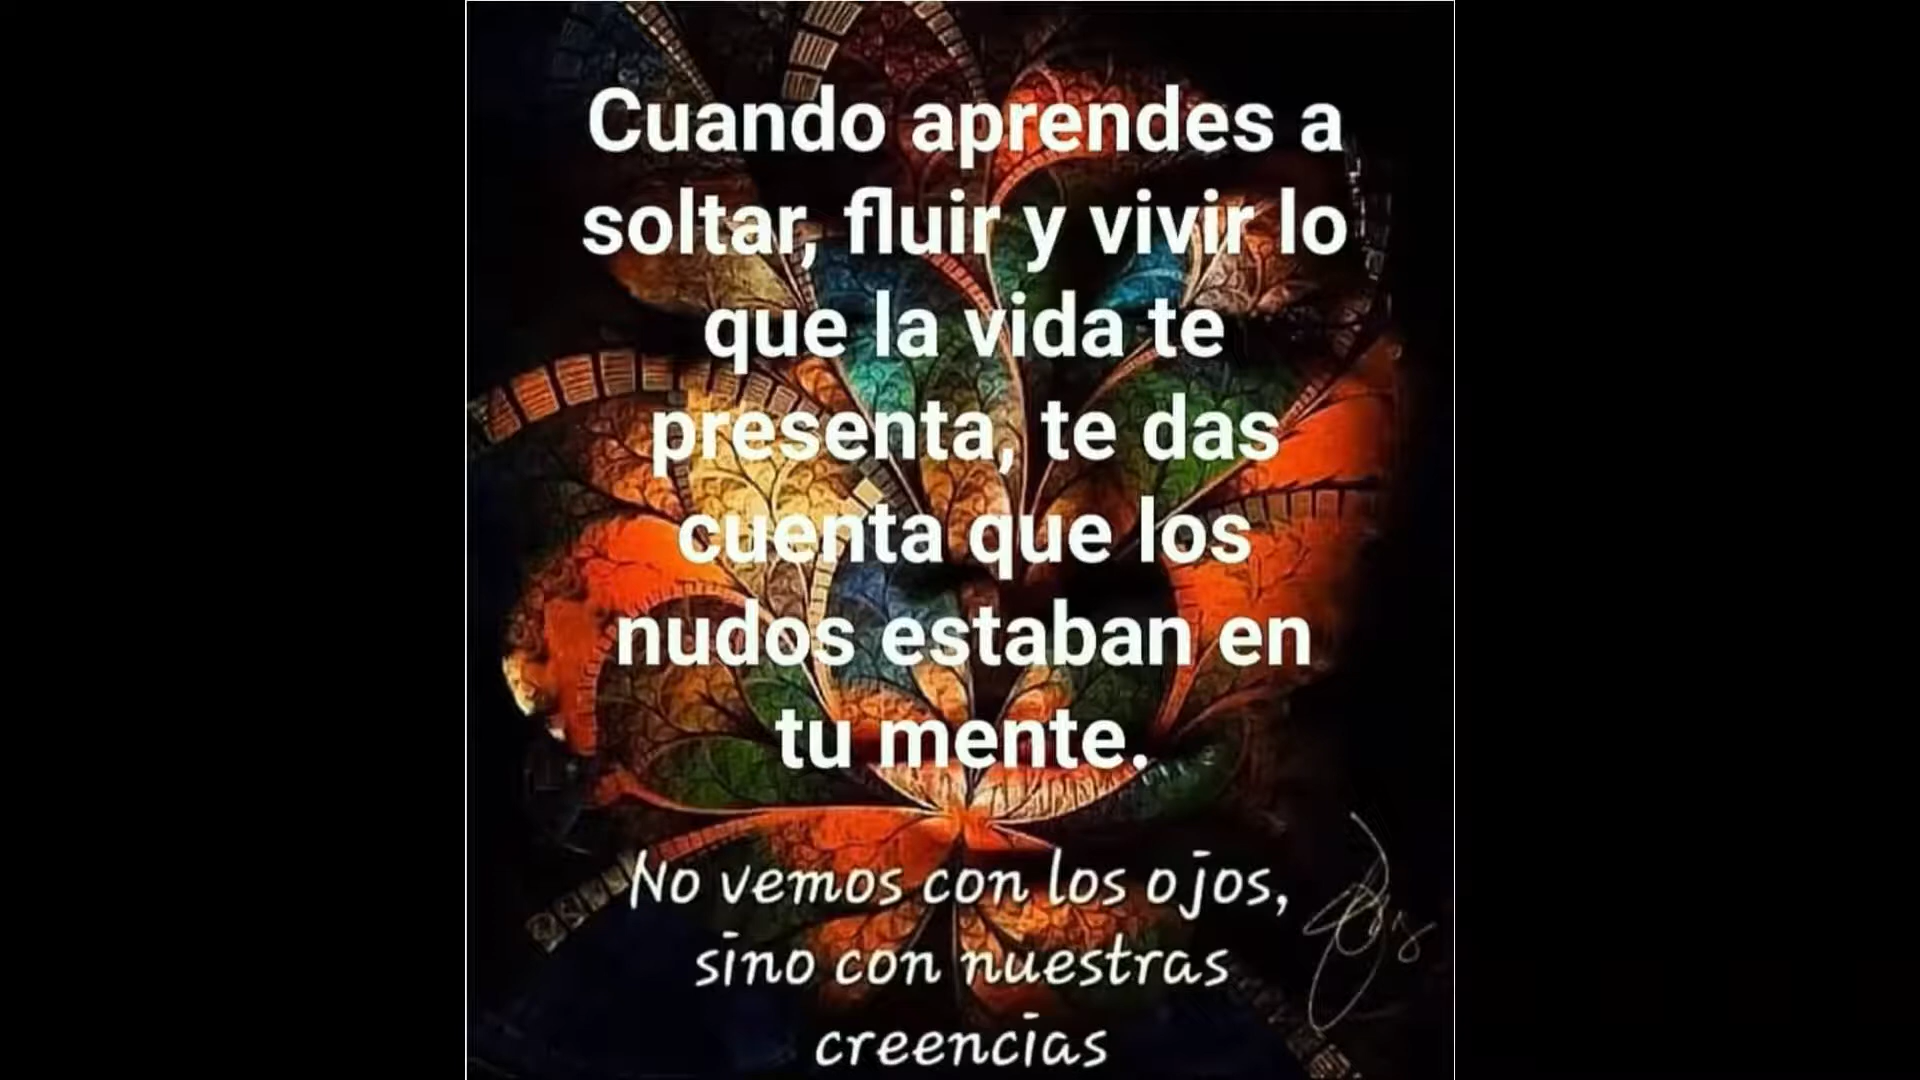 Cuando aprendes a
soltar, fluir y vivir lo
que la vida te
presenta, te das
cuenta que los
nudos estaban en
tu mente.
No vemos con los ojos,
sino con nuestras
creencias